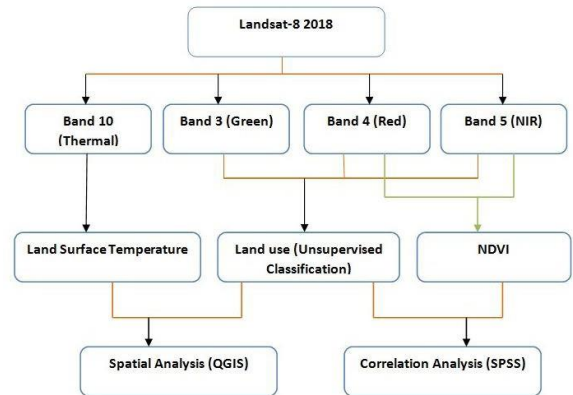 Landsat-8 2018
Band 10
(Thermal)
Band 3 (Green)
Band 4 (Red)
Band 5 (NIR)
Land Surface Temperature
Land use (Unsupervised
Classification)
NDVI
Spatial Analysis (QGIS)
Correlation Analysis (SPSS)